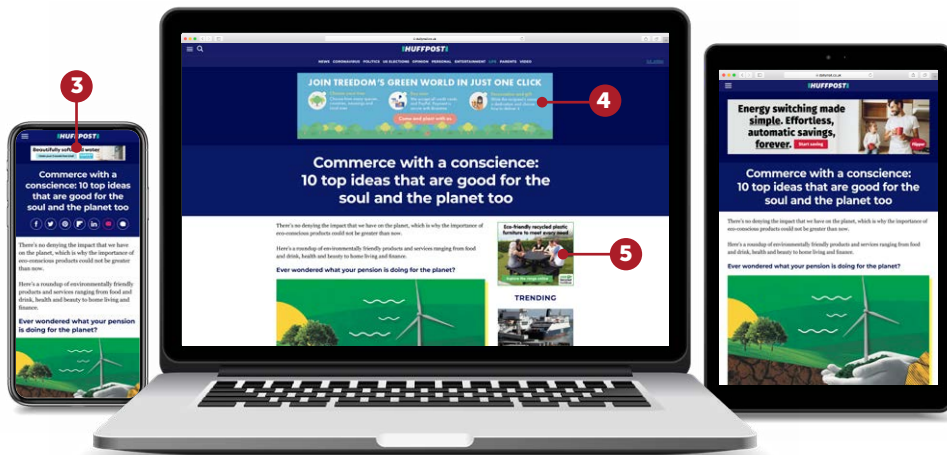 3
HUFFPOST
Beautifully softened water
Commerce with a
conscience: 10 top ideas
that are good for the
soul and the planet too
There's no denying the impact that we have
on the planet, which is why the importance of
eco-conscious products could not be greater
than now.
Here's a roundup of environmentally friendly
products and services ranging from food and
drink, health and beauty to home living and
finance.
Ever wondered what your pension
is doing for the planet?
HUFFPOST
NEWS CORONAVIRUS POLITICS US ELECTIONS OPINION PERSONAL ENTERTAINMENT LIFE PARENTS VIDEO
JOIN TREEDOM'S GREEN WORLD IN JUST ONE CLICK
Choose your tree
Come and plant with us
4
Commerce with a conscience:
10 top ideas that are good for the
soul and the planet too
There's no denying the impact that we have on the planet, which is why the importance of
eco-conscious products could not be greater than now.
Here's a roundup of environmentally friendly products and services ranging from food
and drink, health and beauty to home living and finance.
Ever wondered what your pension is doing for the planet?
Eco-friendly recycled plastic
furniture to meet every need
Explore the range online
5
TRENDING
HUFFPOST
Energy switching made
simple. Effortless,
automatic savings,
forever.
Start saving
flipper
Commerce with a conscience:
10 top ideas that are good for the
soul and the planet too
There's no denying the impact that we have on the planet, which is why the importance of
eco-conscious products could not be greater than now.
Here's a roundup of environmentally friendly products and services ranging from food
and drink, health and beauty to home living and finance.
Ever wondered what your pension is doing for the planet?